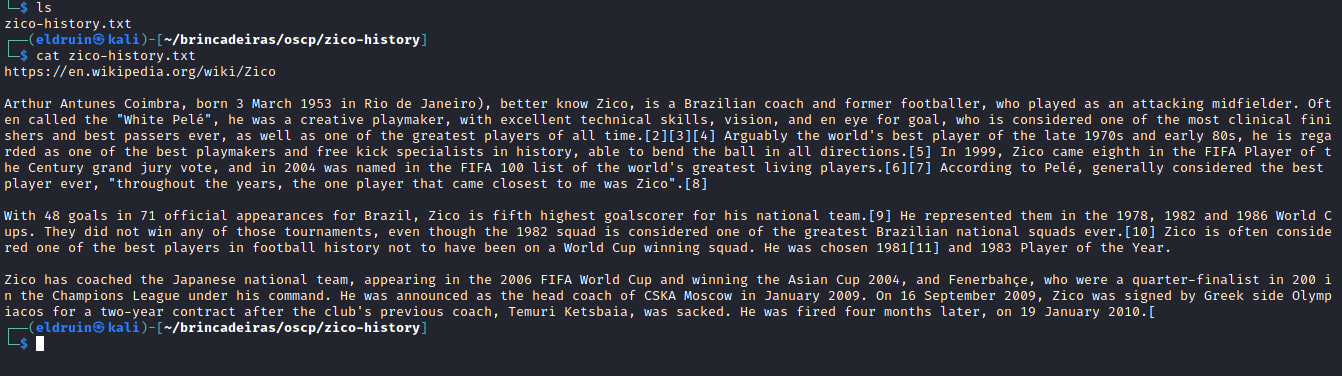 └─$ ls
zico-history.txt
┌──(eldruin㉿kali)-[~/brincadeiras/oscp/zico-history]
└─$ cat zico-history.txt
https://en.wikipedia.org/wiki/Zico
Arthur Antunes Coimbra, born 3 March 1953 in Rio de Janeiro), better know Zico, is a Brazilian coach and former footballer, who played as an attacking midfielder. Oft
en called the "White Pelé", he was a creative playmaker, with excellent technical skills, vision, and en eye for goal, who is considered one of the most clinical fini
shers and best passers ever, as well as one of the greatest players of all time.[2][3][4] Arguably the world's best player of the late 1970s and early 80s, he is rega
rded as one of the best playmakers and free kick specialists in history, able to bend the ball in all directions.[5] In 1999, Zico came eighth in the FIFA Player of t
he Century grand jury vote, and in 2004 was named in the FIFA 100 list of the world's greatest living players.[6][7] According to Pelé, generally considered the best
player ever, "throughout the years, the one player that came closest to me was Zico".[8]
With 48 goals in 71 official appearances for Brazil, Zico is fifth highest goalscorer for his national team.[9] He represented them in the 1978, 1982 and 1986 World C
ups. They did not win any of those tournaments, even though the 1982 squad is considered one of the greatest Brazilian national squads ever.[10] Zico is often conside
red one of the best players in football history not to have been on a World Cup winning squad. He was chosen 1981[11] and 1983 Player of the Year.
Zico has coached the Japanese national team, appearing in the 2006 FIFA World Cup and winning the Asian Cup 2004, and Fenerbahçe, who were a quarter-finalist in 200 i
n the Champions League under his command. He was announced as the head coach of CSKA Moscow in January 2009. On 16 September 2009, Zico was signed by Greek side Olymp
iacos for a two-year contract after the club's previous coach, Temuri Ketsbaia, was sacked. He was fired four months later, on 19 January 2010.[
┌──(eldruin㉿kali)-[~/brincadeiras/oscp/zico-history]
└─$